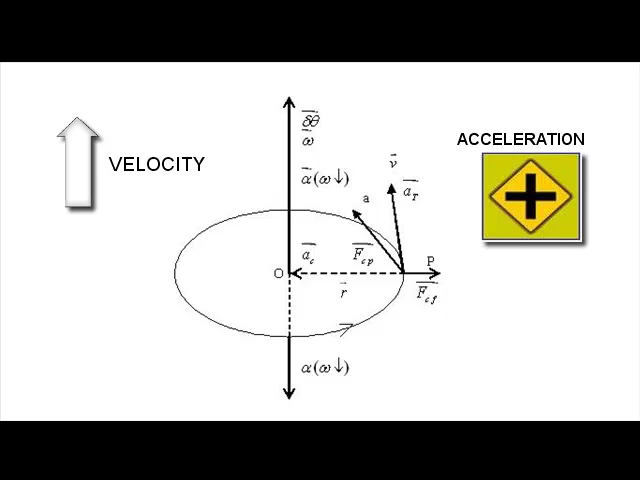 VELOCITY
ACCELERATION
δθ
ω
α(ω↓)
v
a_T
a
a_c
F_cp
P
O
r
F_cf
α(ω↓)